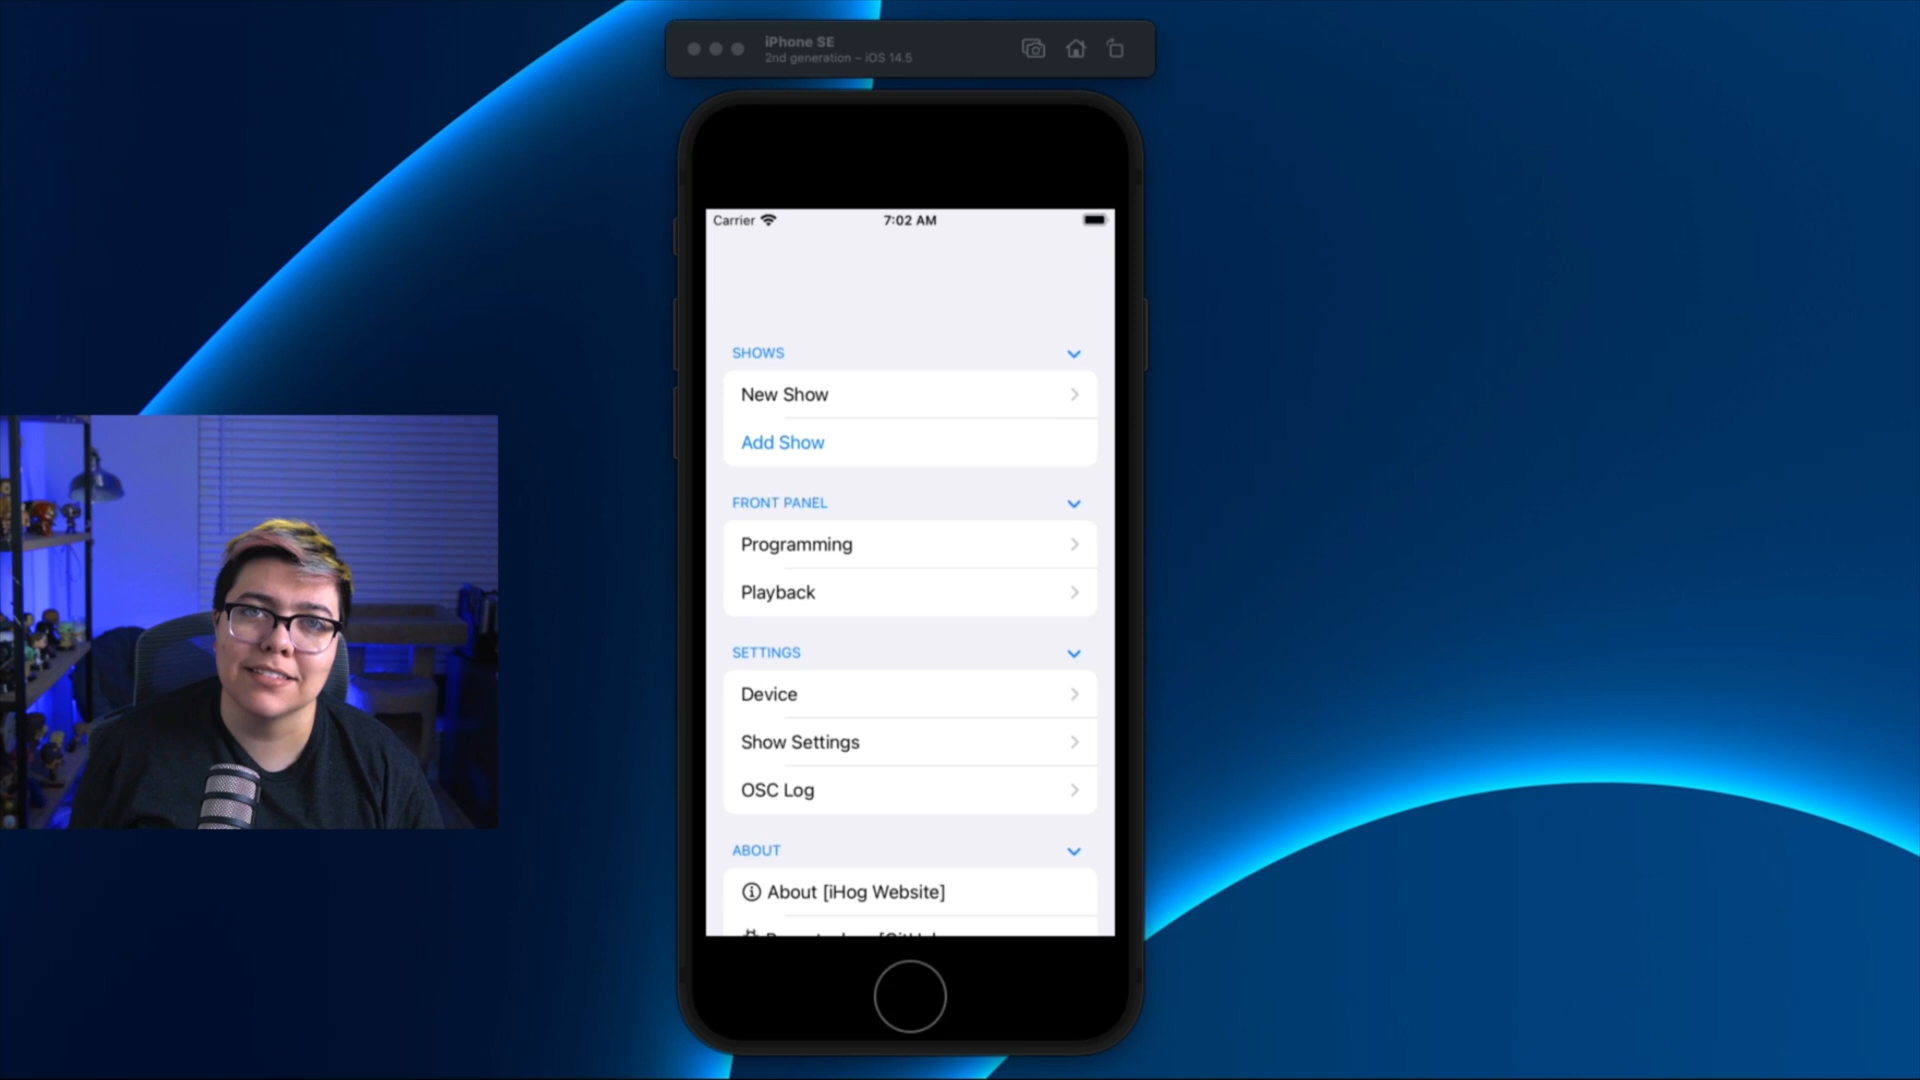 iPhone SE
2nd generation – iOS 14.5
Carrier 7:02 AM
SHOWS
New Show
Add Show
FRONT PANEL
Programming
Playback
SETTINGS
Device
Show Settings
OSC Log
ABOUT
About [iHog Website]